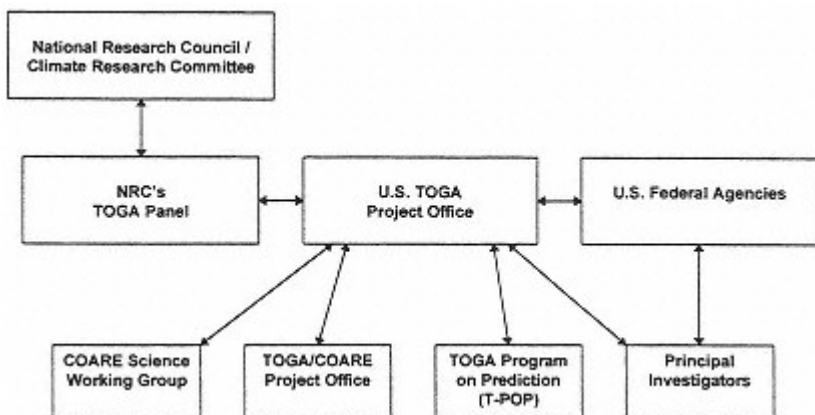 National Research Council /
Climate Research Committee
NRC's
TOGA Panel
U.S. TOGA
Project Office
U.S. Federal Agencies
COARE Science
Working Group
TOGA/COARE
Project Office
TOGA Program
on Prediction
(T-POP)
Principal
Investigators